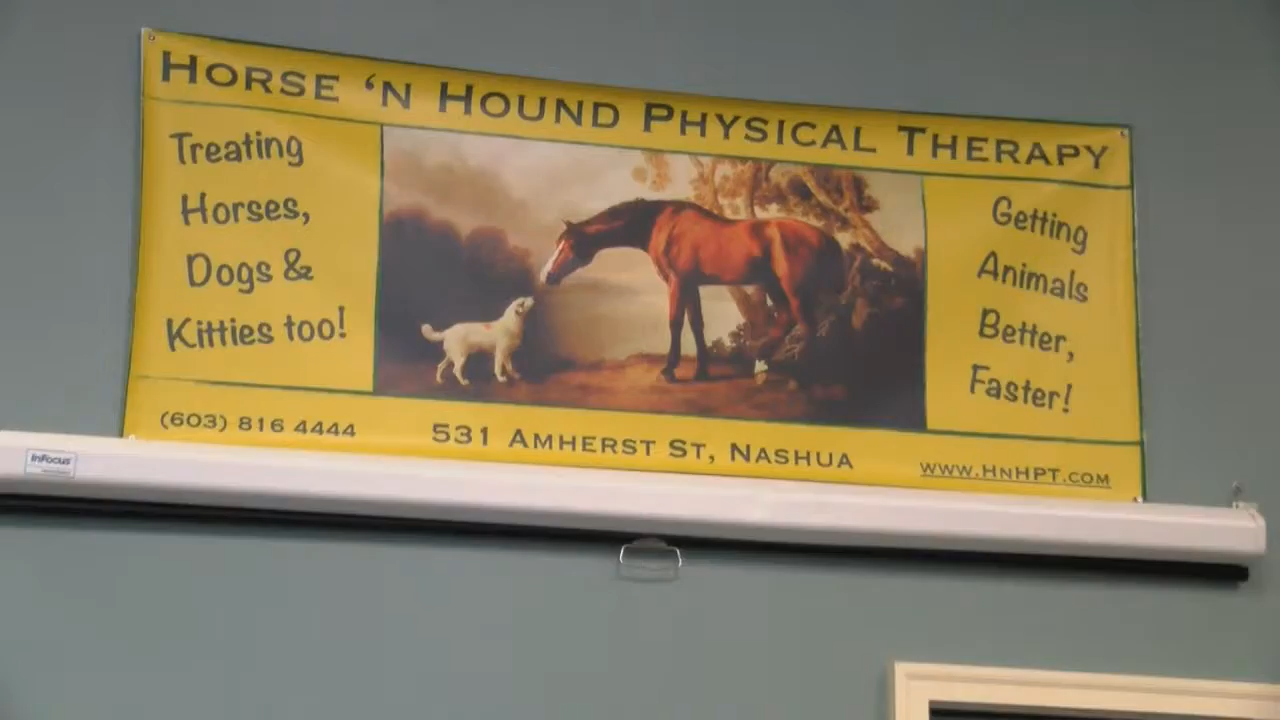 HORSE 'N HOUND PHYSICAL THERAPY
Treating
Horses,
Dogs &
Kitties too!
Getting
Animals
Better,
Faster!
(603) 816 4444
531 AMHERST ST, NASHUA
WWW.HNHPT.COM
InFocus